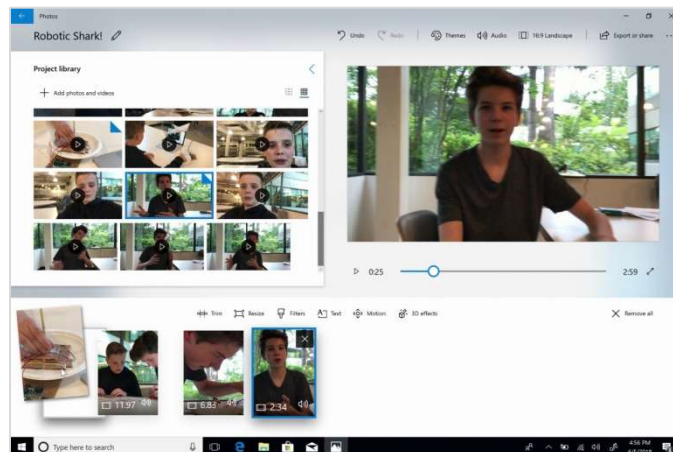 Photos
Robotic Shark!
Undo Redo Themes Audio 16:9 Landscape Export or share
Project library
Add photos and videos
0:25 2:59
Trim Resize Filters Text Motion 3D effects Remove all
11.97 6.83 2.34
Type here to search
4:56 PM